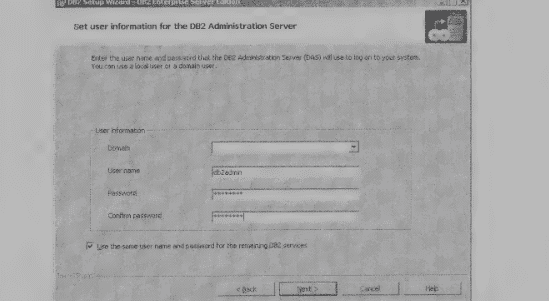 DB2 Setup Wizard - DB2 Enterprise Server Edition
Set user information for the DB2 Administration Server
Enter the user name and password that the DB2 Administration Server (DAS) will use to log on to your system.
You can use a local user or a domain user.
User information
Domain
User name
db2admin
Password
********
Confirm password
********
Use the same user name and password for the remaining DB2 services
< Back
Next >
Cancel
Help